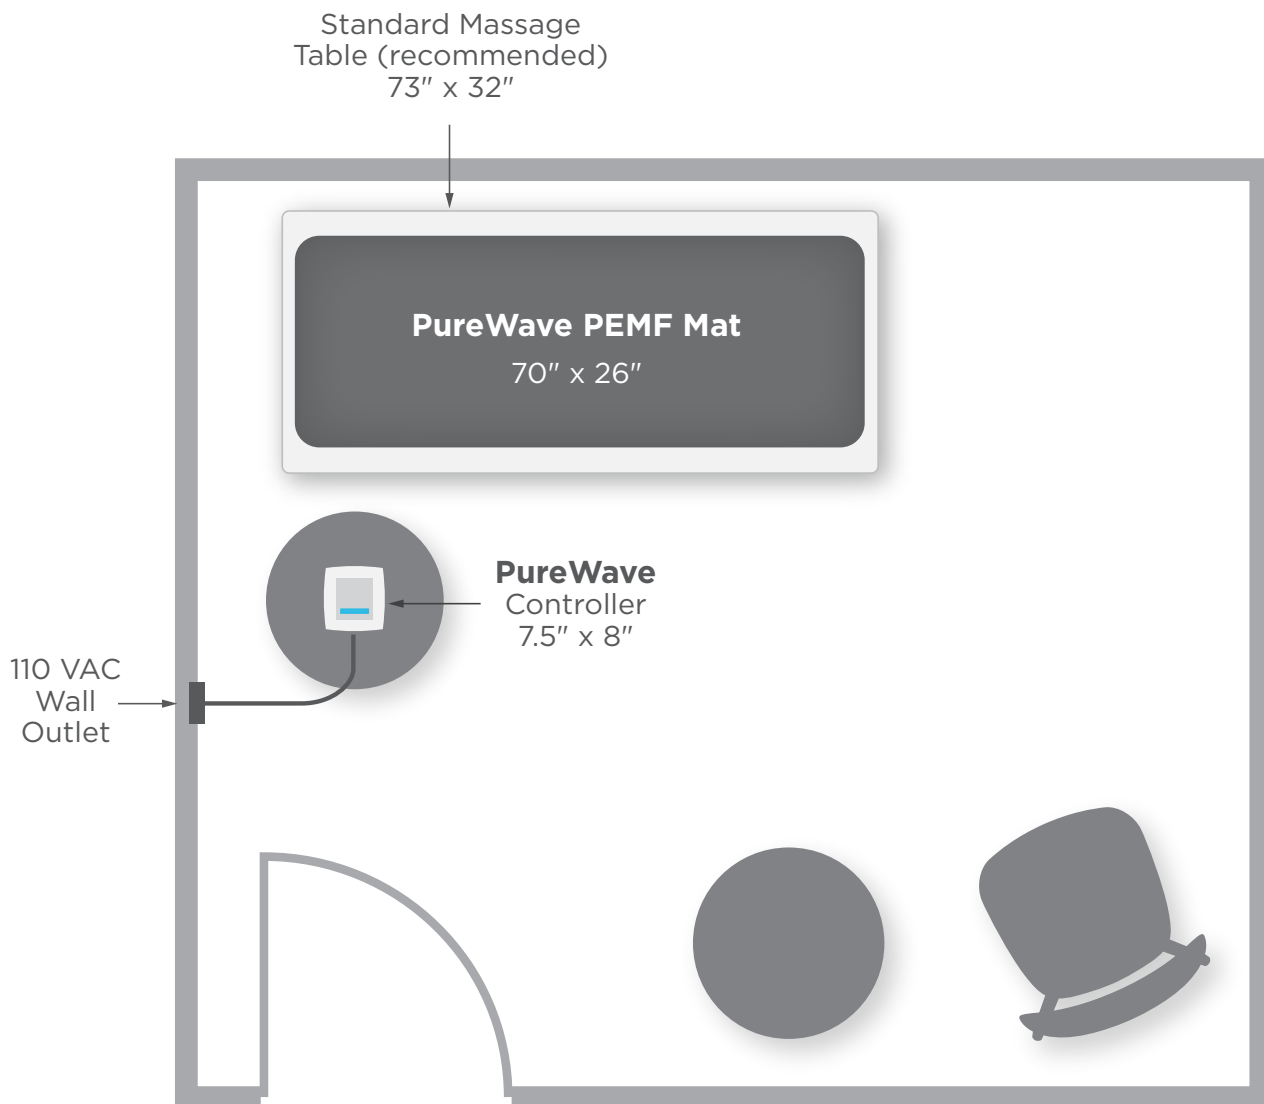 Standard Massage
Table (recommended)
73" x 32"
PureWave PEMF Mat
70" x 26"
PureWave
Controller
7.5" x 8"
110 VAC
Wall
Outlet